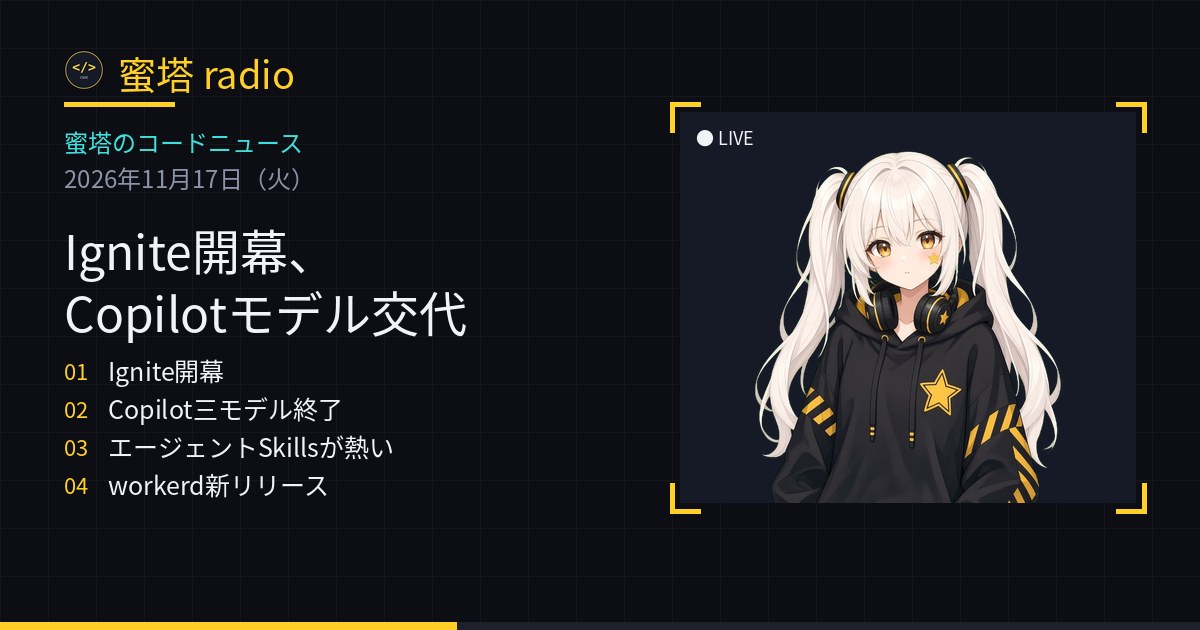 </>
蜜塔 radio
蜜塔のコードニュース
2026年11月17日（火）
Ignite開幕、
Copilotモデル交代
01 Ignite開幕
02 Copilot三モデル終了
03 エージェントSkillsが熱い
04 workerd新リリース
LIVE